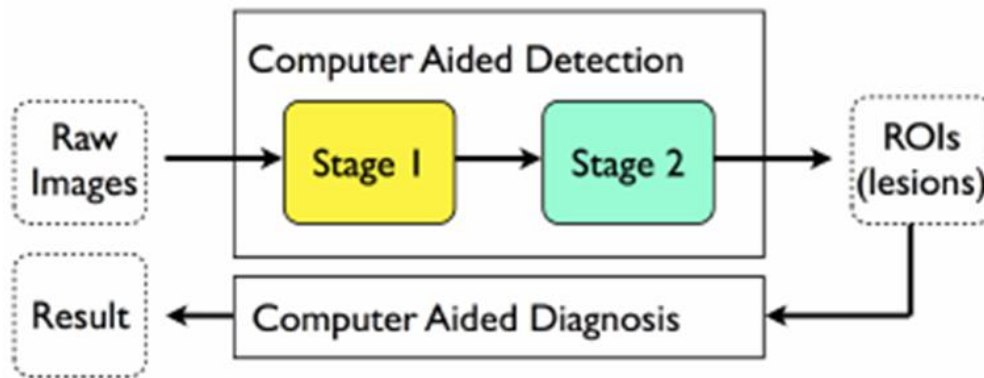 Computer Aided Detection
Raw
Images
Stage 1
Stage 2
ROIs
(lesions)
Result
Computer Aided Diagnosis